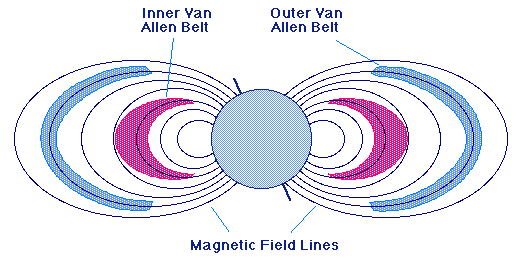 Inner Van
Allen Belt
Outer Van
Allen Belt
Magnetic Field Lines